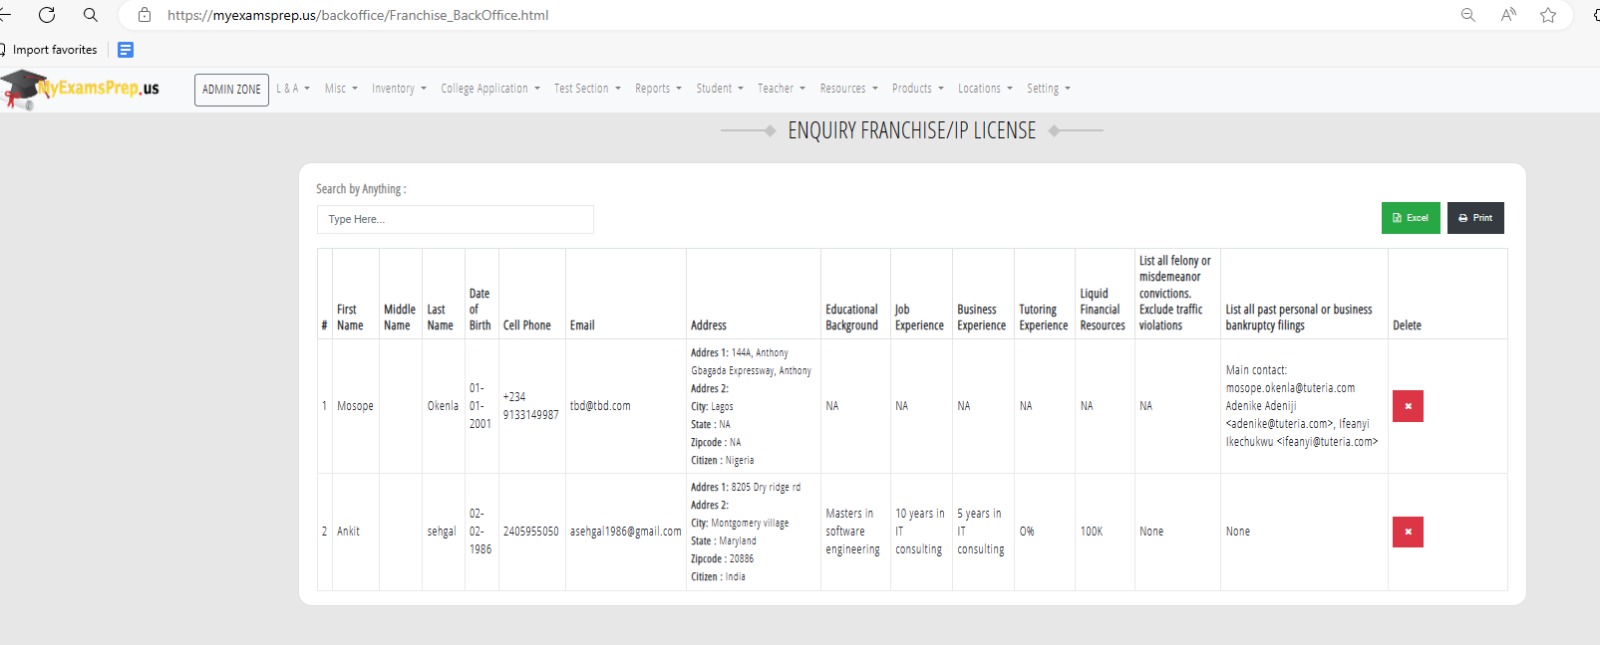 https://myexamsprep.us/backoffice/Franchise_BackOffice.html
Import favorites
MyExamsPrep.us
ADMIN ZONE L & A Misc Inventory College Application Test Section Reports Student Teacher Resources Products Locations Setting
ENQUIRY FRANCHISE/IP LICENSE
Search by Anything :
Type Here...
Excel
Print
#
First
Name
Middle
Name
Last
Name
Date
of
Birth
Cell Phone
Email
Address
Educational
Background
Job
Experience
Business
Experience
Tutoring
Experience
Liquid
Financial
Resources
List all felony or
misdemeanor
convictions.
Exclude traffic
violations
List all past personal or business
bankruptcy filings
Delete
1
Mosope
Okenla
01-
01-
2001
+234
9133149987
tbd@tbd.com
Addres 1: 144A, Anthony
Gbagada Expressway, Anthony
Addres 2:
City: Lagos
State : NA
Zipcode : NA
Citizen : Nigeria
NA
NA
NA
NA
NA
NA
Main contact:
mosope.okenla@tuteria.com
Adenike Adeniji
<adenike@tuteria.com>, Ifeanyi
Ikechukwu <ifeanyi@tuteria.com>
2
Ankit
sehgal
02-
02-
1986
2405955050
asehgal1986@gmail.com
Addres 1: 8205 Dry ridge rd
Addres 2:
City: Montgomery village
State : Maryland
Zipcode : 20886
Citizen : India
Masters in
software
engineering
10 years in
IT
consulting
5 years in
IT
consulting
0%
100K
None
None